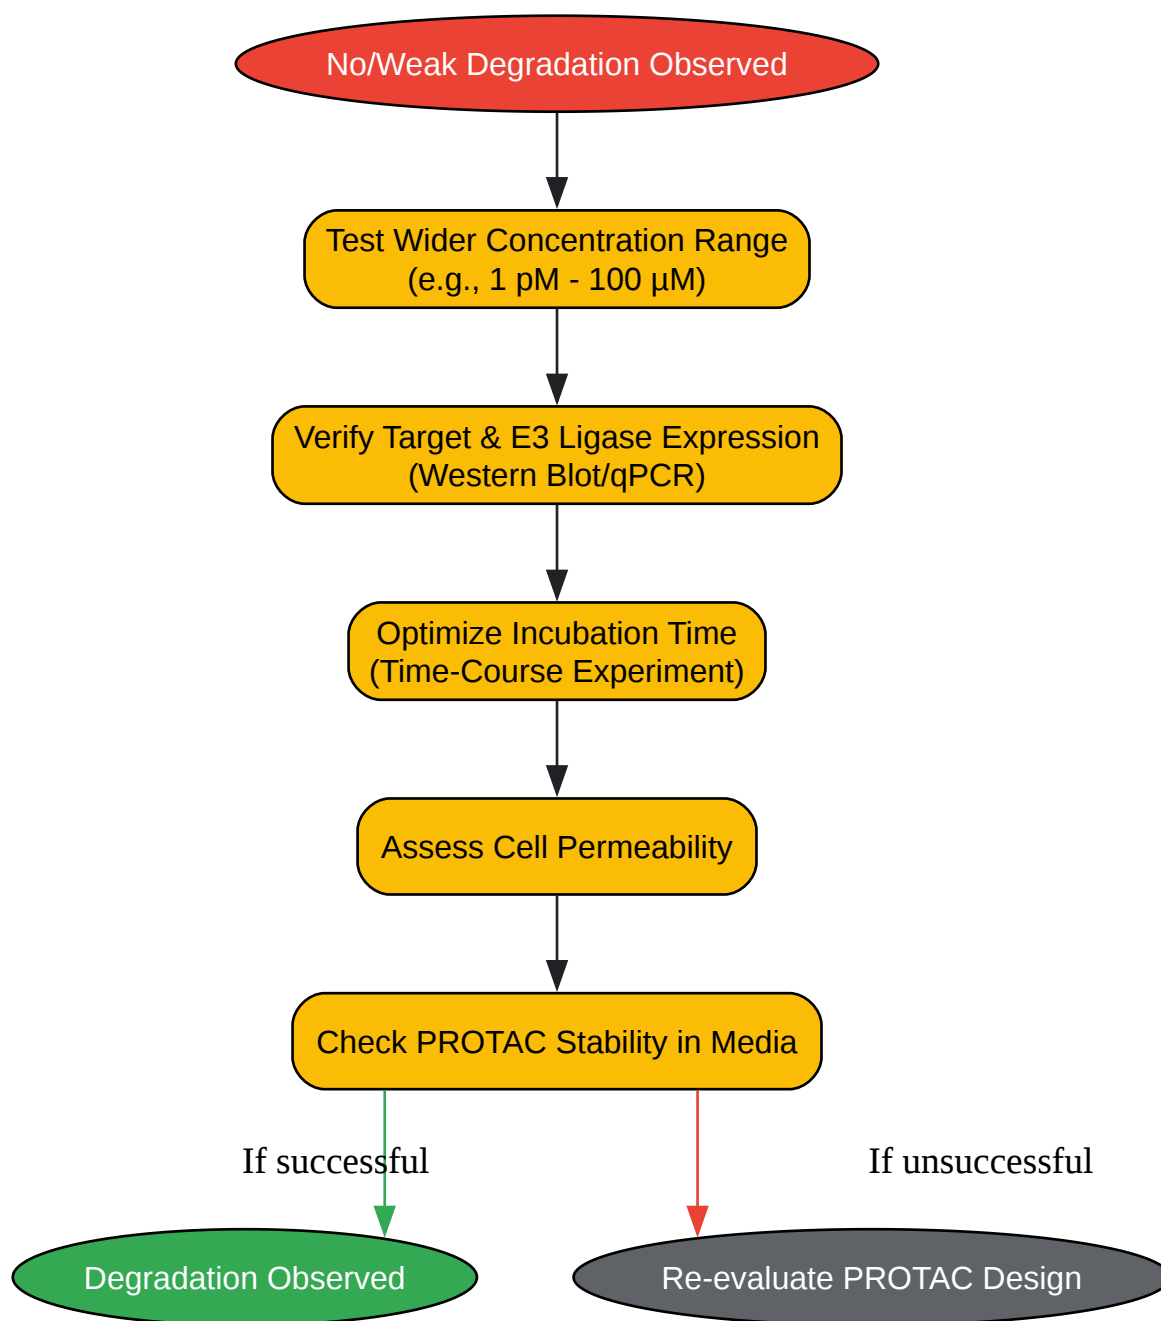 No/Weak Degradation Observed
Test Wider Concentration Range
(e.g., 1 pM - 100 µM)
Verify Target & E3 Ligase Expression
(Western Blot/qPCR)
Optimize Incubation Time
(Time-Course Experiment)
Assess Cell Permeability
Check PROTAC Stability in Media
If successful
If unsuccessful
Degradation Observed
Re-evaluate PROTAC Design